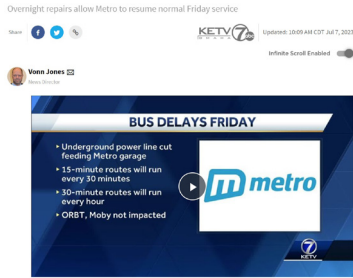 Overnight repairs allow Metro to resume normal Friday service
Share
KETV 7
OMAHA
Updated: 10:09 AM CDT Jul 7, 2023
Infinite Scroll Enabled
Vonn Jones
News Director
BUS DELAYS FRIDAY
▸ Underground power line cut
feeding Metro garage
▸ 15-minute routes will run
every 30 minutes
▸ 30-minute routes will run
every hour
▸ ORBT, Moby not impacted
metro
7
KETV